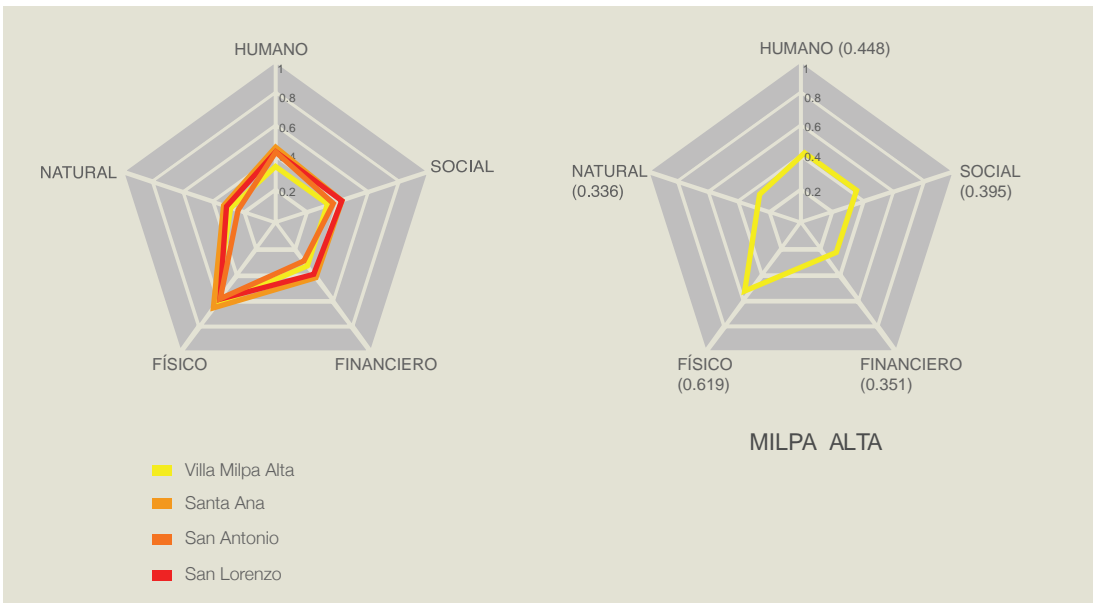 HUMANO
1
0.8
0.6
0.4
0.2
NATURAL
SOCIAL
FÍSICO
FINANCIERO
Villa Milpa Alta
Santa Ana
San Antonio
San Lorenzo
HUMANO (0.448)
1
0.8
0.6
0.4
0.2
NATURAL
(0.336)
SOCIAL
(0.395)
FÍSICO
(0.619)
FINANCIERO
(0.351)
MILPA ALTA